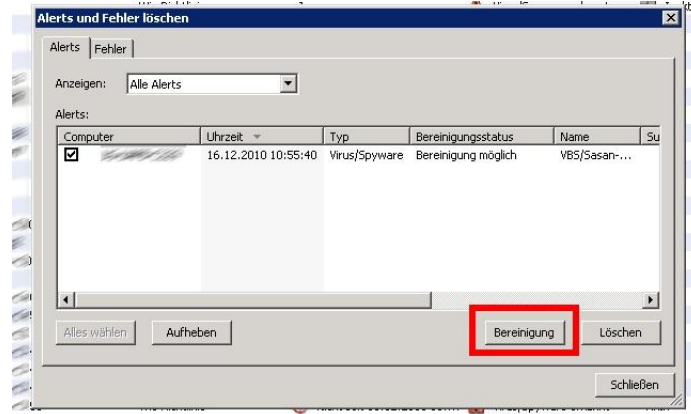 Alerts und Fehler löschen
Alerts Fehler
Anzeigen: Alle Alerts
Alerts:
Computer Uhrzeit Typ Bereinigungsstatus Name Su
16.12.2010 10:55:40 Virus/Spyware Bereinigung möglich VBS/Sasan-...
Alles wählen Aufheben Bereinigung Löschen
Schließen